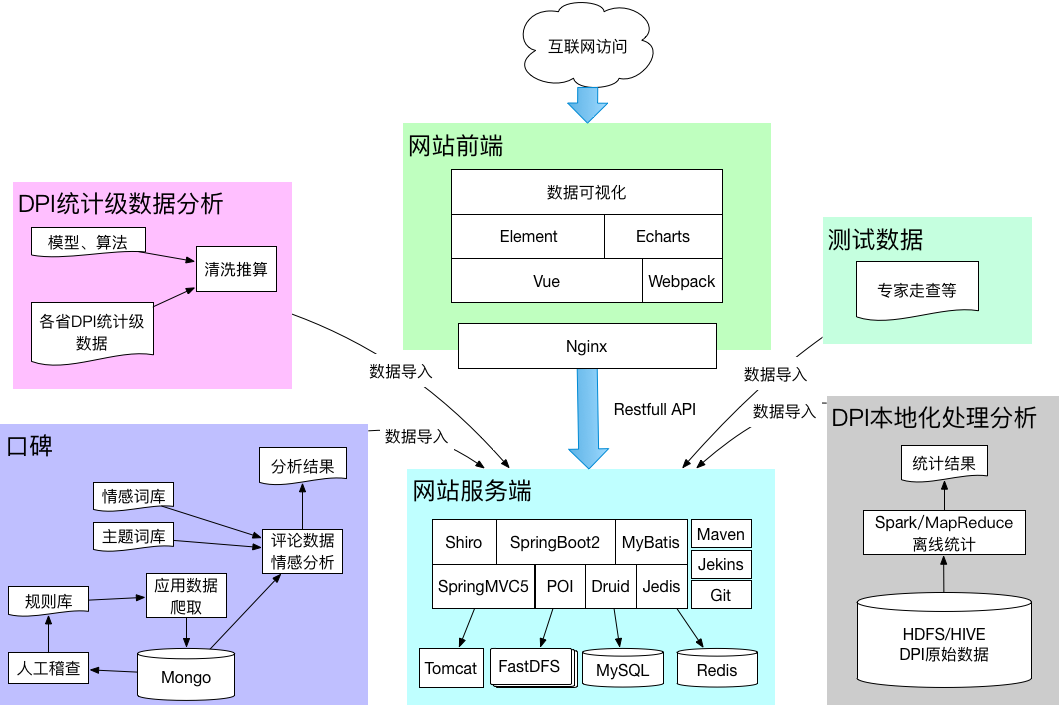 互联网访问
网站前端
数据可视化
Element
Echarts
Vue
Webpack
Nginx
DPI统计级数据分析
模型、算法
清洗推算
各省DPI统计级
数据
测试数据
专家走查等
数据导入
数据导入
数据导入
数据导入
Restfull API
口碑
分析结果
情感词库
主题词库
评论数据
情感分析
规则库
应用数据
爬取
人工稽查
Mongo
网站服务端
Shiro
SpringBoot2
MyBatis
Maven
SpringMVC5
POI
Druid
Jedis
Jekins
Git
Tomcat
FastDFS
MySQL
Redis
DPI本地化处理分析
统计结果
Spark/MapReduce
离线统计
HDFS/HIVE
DPI原始数据